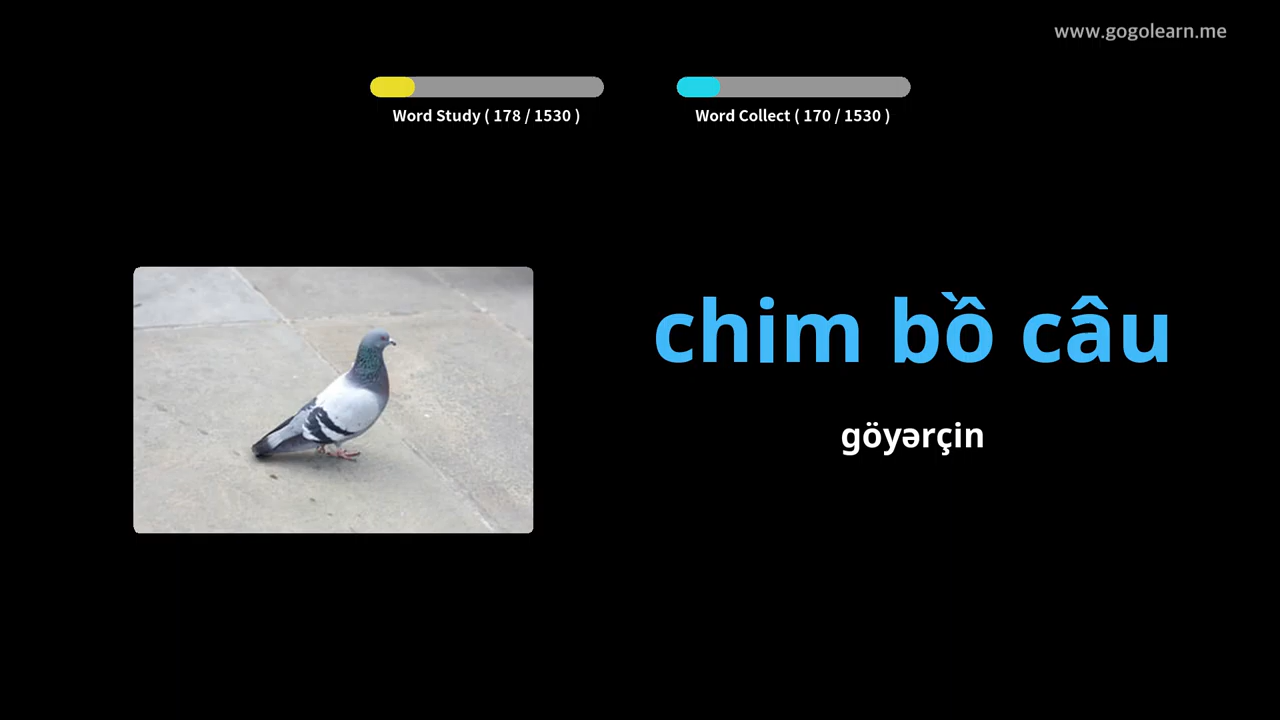 www.gogolearn.me
Word Study ( 178 / 1530 )
Word Collect ( 170 / 1530 )
chim bồ câu
göyərçin